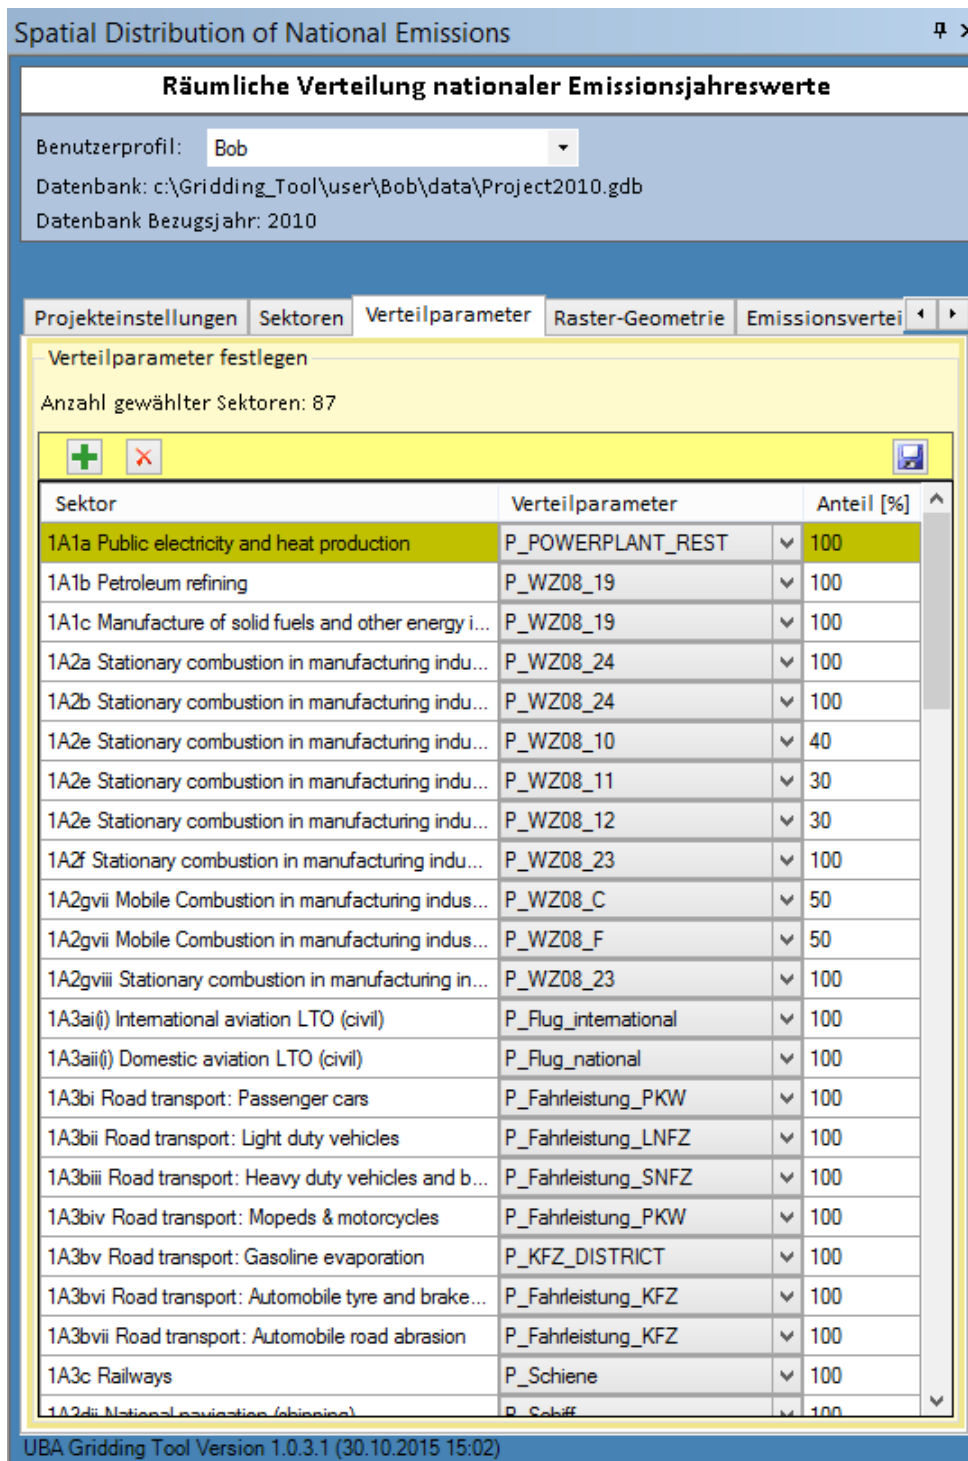 Spatial Distribution of National Emissions
Räumliche Verteilung nationaler Emissionsjahreswerte
Benutzerprofil: Bob
Datenbank: c:\Gridding_Tool\user\Bob\data\Project2010.gdb
Datenbank Bezugsjahr: 2010
Projekteinstellungen Sektoren Verteilparameter Raster-Geometrie Emissionsvertei
Verteilparameter festlegen
Anzahl gewählter Sektoren: 87
Sektor Verteilparameter Anteil [%]
1A1a Public electricity and heat production P_POWERPLANT_REST 100
1A1b Petroleum refining P_WZ08_19 100
1A1c Manufacture of solid fuels and other energy i... P_WZ08_19 100
1A2a Stationary combustion in manufacturing indu... P_WZ08_24 100
1A2b Stationary combustion in manufacturing indu... P_WZ08_24 100
1A2e Stationary combustion in manufacturing indu... P_WZ08_10 40
1A2e Stationary combustion in manufacturing indu... P_WZ08_11 30
1A2e Stationary combustion in manufacturing indu... P_WZ08_12 30
1A2f Stationary combustion in manufacturing indu... P_WZ08_23 100
1A2gvii Mobile Combustion in manufacturing indus... P_WZ08_C 50
1A2gvii Mobile Combustion in manufacturing indus... P_WZ08_F 50
1A2gviii Stationary combustion in manufacturing in... P_WZ08_23 100
1A3ai(i) International aviation LTO (civil) P_Flug_international 100
1A3aii(i) Domestic aviation LTO (civil) P_Flug_national 100
1A3bi Road transport: Passenger cars P_Fahrleistung_PKW 100
1A3bii Road transport: Light duty vehicles P_Fahrleistung_LNFZ 100
1A3biii Road transport: Heavy duty vehicles and b... P_Fahrleistung_SNFZ 100
1A3biv Road transport: Mopeds & motorcycles P_Fahrleistung_PKW 100
1A3bv Road transport: Gasoline evaporation P_KFZ_DISTRICT 100
1A3bvi Road transport: Automobile tyre and brake... P_Fahrleistung_KFZ 100
1A3bvii Road transport: Automobile road abrasion P_Fahrleistung_KFZ 100
1A3c Railways P_Schiene 100
1A3dii National navigation (shipping) P_Schiff 100
UBA Gridding Tool Version 1.0.3.1 (30.10.2015 15:02)